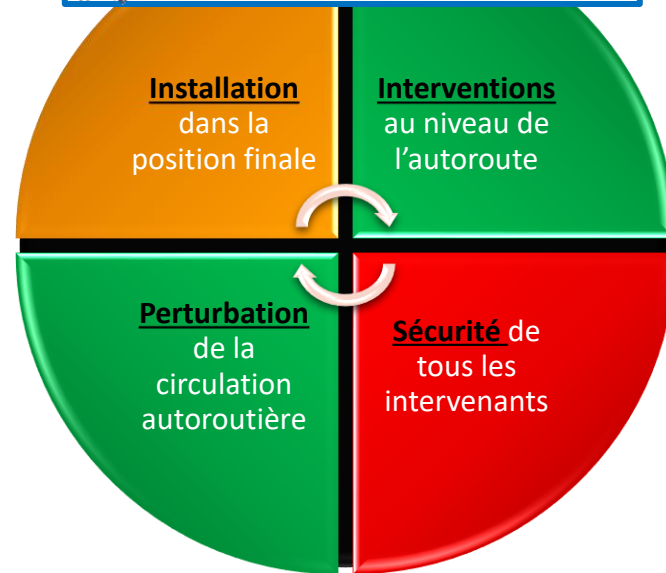 Installation
dans la
position finale
Interventions
au niveau de
l’autoroute
Perturbation
de la
circulation
autoroutière
Sécurité de
tous les
intervenants